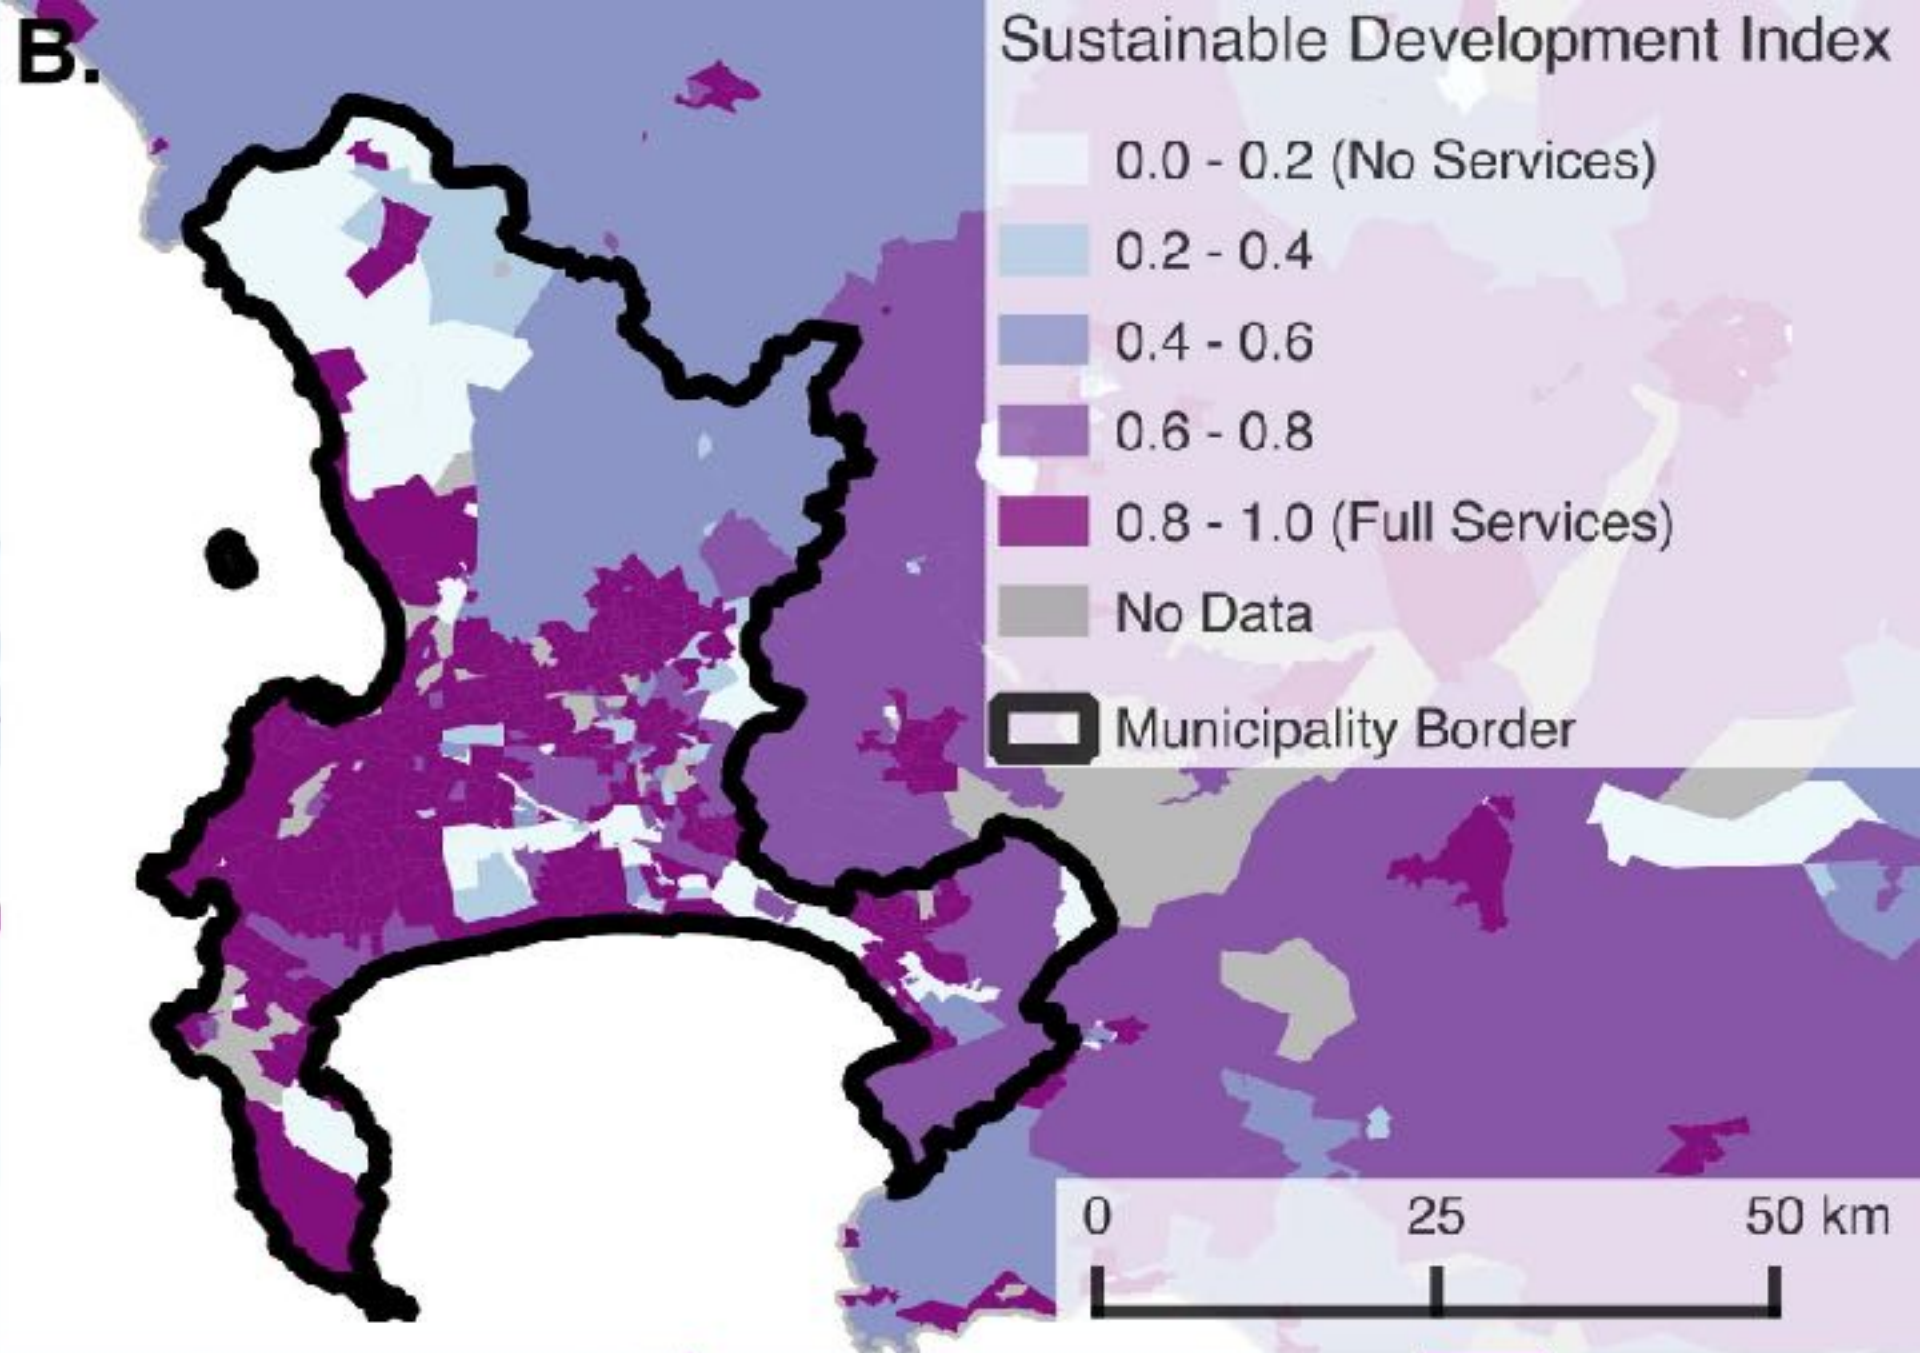 B.
Sustainable Development Index
0.0 - 0.2 (No Services)
0.2 - 0.4
0.4 - 0.6
0.6 - 0.8
0.8 - 1.0 (Full Services)
No Data
Municipality Border
0 25 50 km